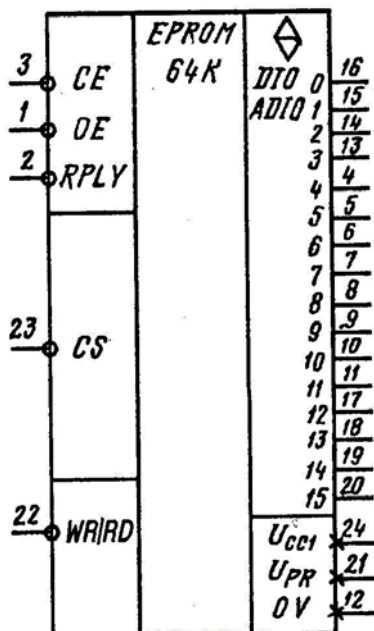 EPROM
64K
3 CE
1 OE
2 RPLY
23 CS
22 WR/RD
DIO 0 16
ADIO 1 15
2 14
3 13
4 4
5 5
6 6
7 7
8 8
9 9
10 10
11 11
12 17
13 18
14 19
15 20
UCC1 24
UPR 21
0V 12